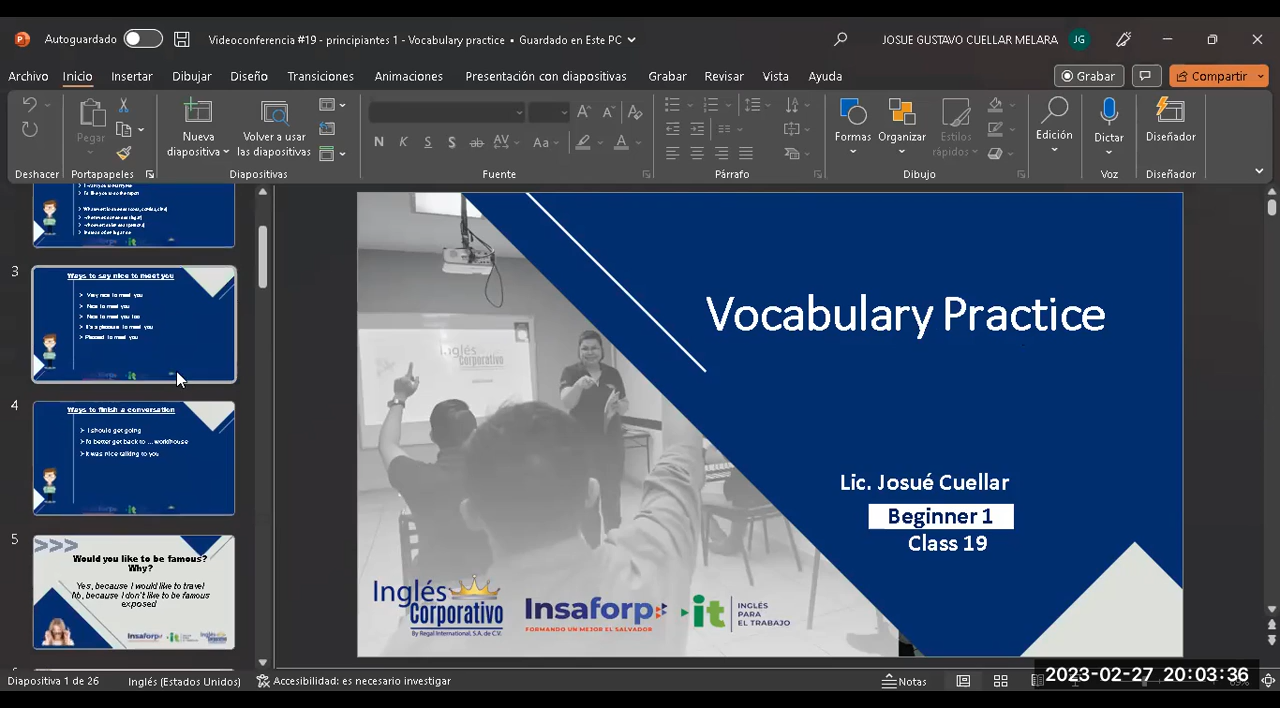 Autoguardado
Videoconferencia #19 - principiantes 1 - Vocabulary practice • Guardado en Este PC
JOSUE GUSTAVO CUELLAR MELARA
JG
Archivo Inicio Insertar Dibujar Diseño Transiciones Animaciones Presentación con diapositivas Grabar Revisar Vista Ayuda
Grabar
Compartir
Pegar
Nueva diapositiva
Volver a usar las diapositivas
N K S S ab AV Aa A
Formas Organizar Estilos rápidos
Edición
Dictar
Diseñador
Deshacer Portapapeles Diapositivas Fuente Párrafo Dibujo Voz Diseñador
3
Ways to say nice to meet you
Very nice to meet you
Nice to meet you
Nice to meet you too
It's a pleasure to meet you
Pleased to meet you
4
Ways to finish a conversation
I should get going
I'd better get back to ... work/house
It was nice talking to you
5
>>>
Would you like to be famous?
Why?
Yes, because I would like to travel
No, because I don't like to be famous
exposed
Insaforp it
Vocabulary Practice
Lic. Josué Cuellar
Beginner 1
Class 19
Inglés
Corporativo
By Regal International, S.A. de C.V.
Insaforp
FORMANDO UN MEJOR EL SALVADOR
it
INGLÉS
PARA
EL TRABAJO
Diapositiva 1 de 26
Inglés (Estados Unidos)
Accesibilidad: es necesario investigar
Notas
2023-02-27 20:03:36